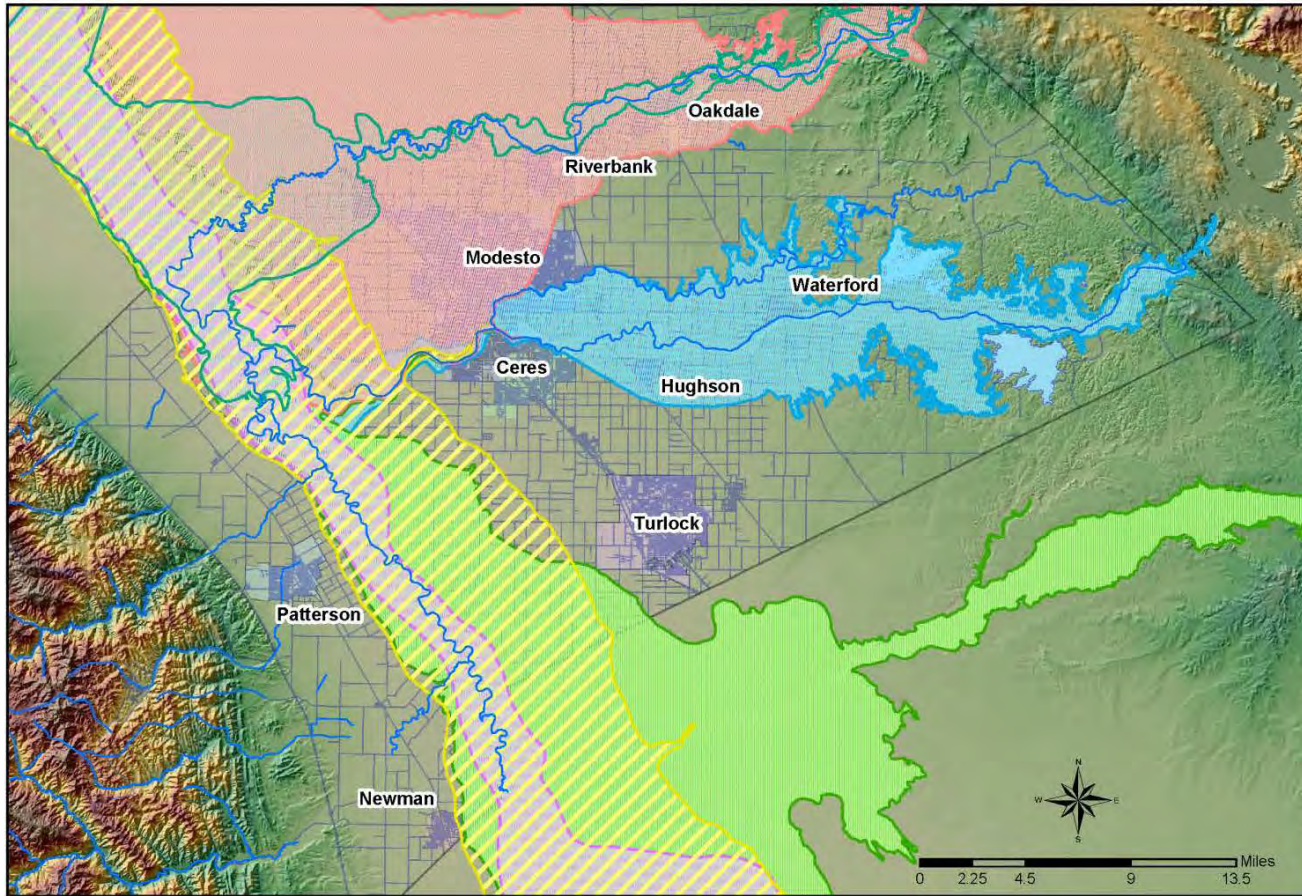 Oakdale
Riverbank
Modesto
Waterford
Ceres
Hughson
Turlock
Patterson
Newman
N
W E
S
Miles
0 2.25 4.5 9 13.5